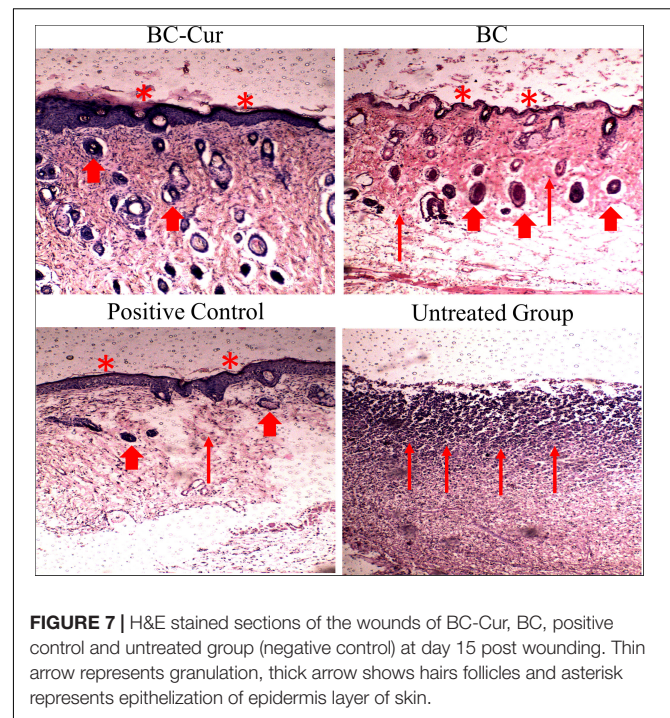 BC-Cur
BC
Positive Control
Untreated Group
FIGURE 7 | H&E stained sections of the wounds of BC-Cur, BC, positive
control and untreated group (negative control) at day 15 post wounding. Thin
arrow represents granulation, thick arrow shows hairs follicles and asterisk
represents epithelization of epidermis layer of skin.